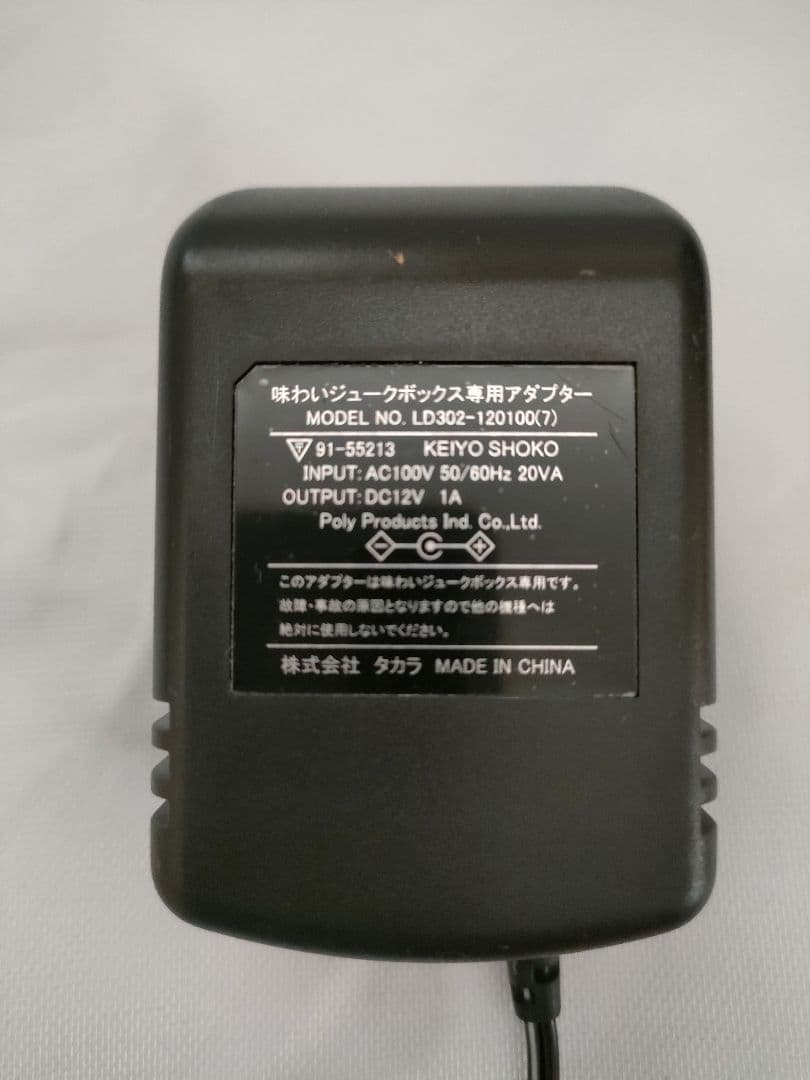 味わいジュークボックス専用アダプター
MODEL NO. LD302-120100(7)
91-55213 KEIYO SHOKO
INPUT: AC100V 50/60Hz 20VA
OUTPUT: DC12V 1A
Poly Products Ind. Co.,Ltd.
このアダプターは味わいジュークボックス専用です。
故障・事故の原因となりますので他の機種へは
絶対に使用しないでください。
株式会社 タカラ MADE IN CHINA